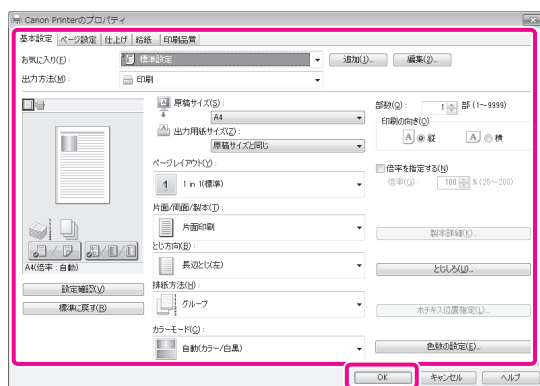 Canon Printerのプロパティ
基本設定 ページ設定 仕上げ 給紙 印刷品質
お気に入り(F): 標準設定 追加(1)... 編集(2)...
出力方法(M): 印刷
原稿サイズ(S):
A4
出力用紙サイズ(Z):
原稿サイズと同じ
部数(Q): 1 部 (1~9999)
印刷の向き(O)
A 縦 A 横
ページレイアウト(Y):
1 1 in 1(標準)
倍率を指定する(N)
倍率(G): 100 % (25~200)
片面/両面/製本(T):
片面印刷
製本詳細(K)...
とじ方向(B):
長辺とじ(左)
とじしろ(U)...
A4(倍率:自動)
設定確認(V)
標準に戻す(R)
排紙方法(H):
グループ
ホチキス位置指定(L)...
カラーモード(C):
自動(カラー/白黒)
色数の設定(E)...
OK キャンセル ヘルプ